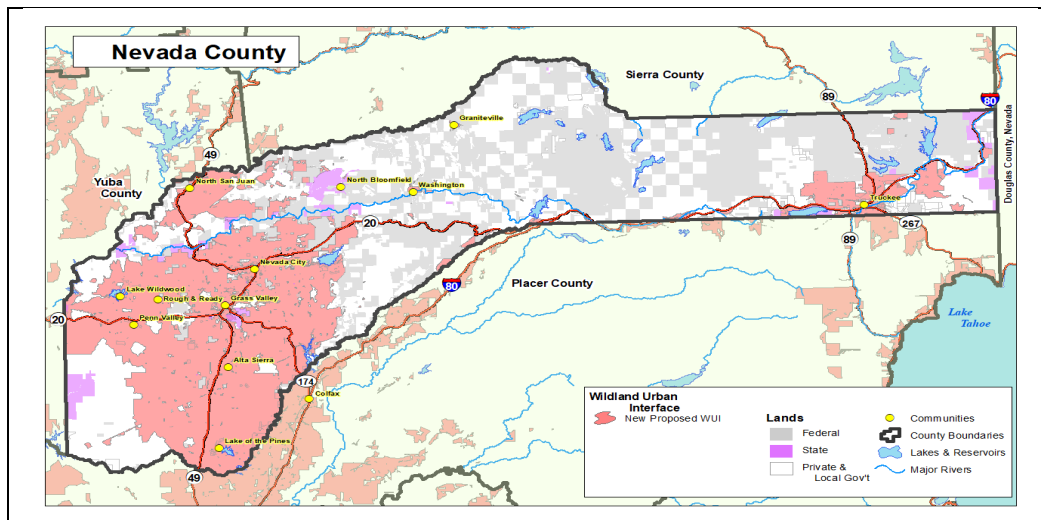 Nevada County
Sierra County
80
89
Douglas County, Nevada
Graniteville
49
Yuba
County
North San Juan
North Bloomfield
Washington
Truckee
20
267
89
Nevada City
80
Placer County
Lake Wildwood
Rough & Ready
Grass Valley
20
Penn Valley
Lake
Tahoe
Alta Sierra
174
Colfax
Lake of the Pines
49
Wildland Urban
Interface
New Proposed WUI
Lands
Federal
State
Private &
Local Gov't
Communities
County Boundaries
Lakes & Reservoirs
Major Rivers